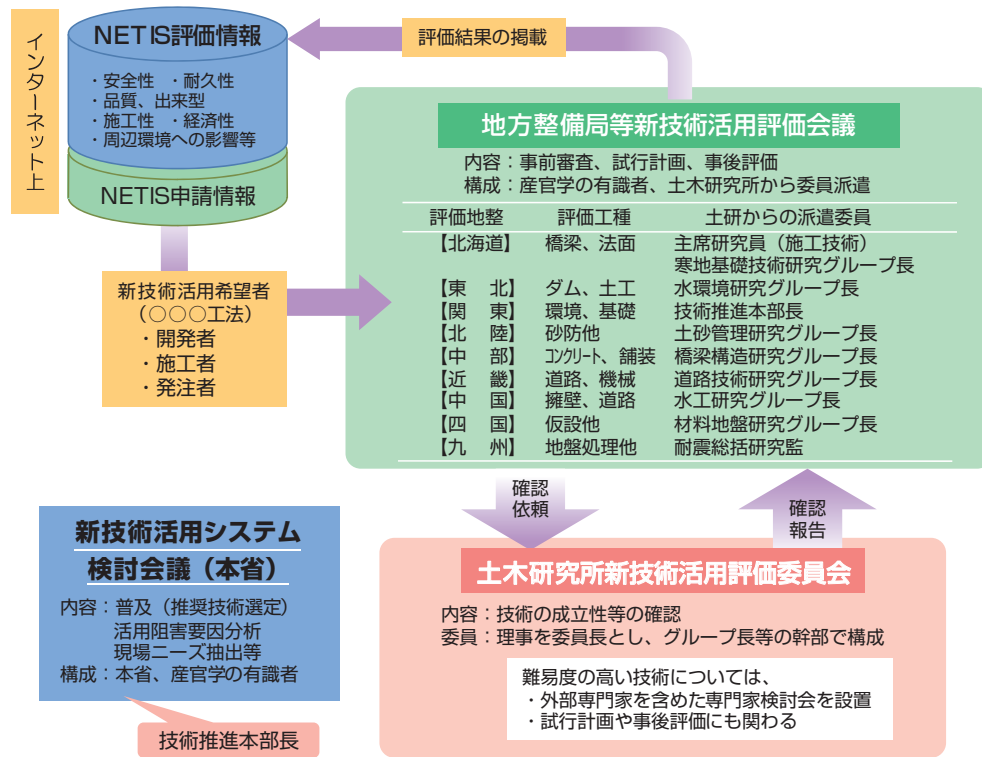 インターネット上
NETIS評価情報
・安全性 ・耐久性
・品質、出来型
・施工性 ・経済性
・周辺環境への影響等
NETIS申請情報
評価結果の掲載
新技術活用希望者
（○○○工法）
・開発者
・施工者
・発注者
地方整備局等新技術活用評価会議
内容：事前審査、試行計画、事後評価
構成：産官学の有識者、土木研究所から委員派遣
評価地整 評価工種 土研からの派遣委員
【北海道】 橋梁、法面 主席研究員（施工技術）
寒地基礎技術研究グループ長
【東 北】 ダム、土工 水環境研究グループ長
【関 東】 環境、基礎 技術推進本部長
【北 陸】 砂防他 土砂管理研究グループ長
【中 部】 コンクリート、舗装 橋梁構造研究グループ長
【近 畿】 道路、機械 道路技術研究グループ長
【中 国】 擁壁、道路 水工研究グループ長
【四 国】 仮設他 材料地盤研究グループ長
【九 州】 地盤処理他 耐震総括研究監
確認
依頼
確認
報告
新技術活用システム
検討会議（本省）
内容：普及（推奨技術選定）
活用阻害要因分析
現場ニーズ抽出等
構成：本省、産官学の有識者
技術推進本部長
土木研究所新技術活用評価委員会
内容：技術の成立性等の確認
委員：理事を委員長とし、グループ長等の幹部で構成
難易度の高い技術については、
・外部専門家を含めた専門家検討会を設置
・試行計画や事後評価にも関わる